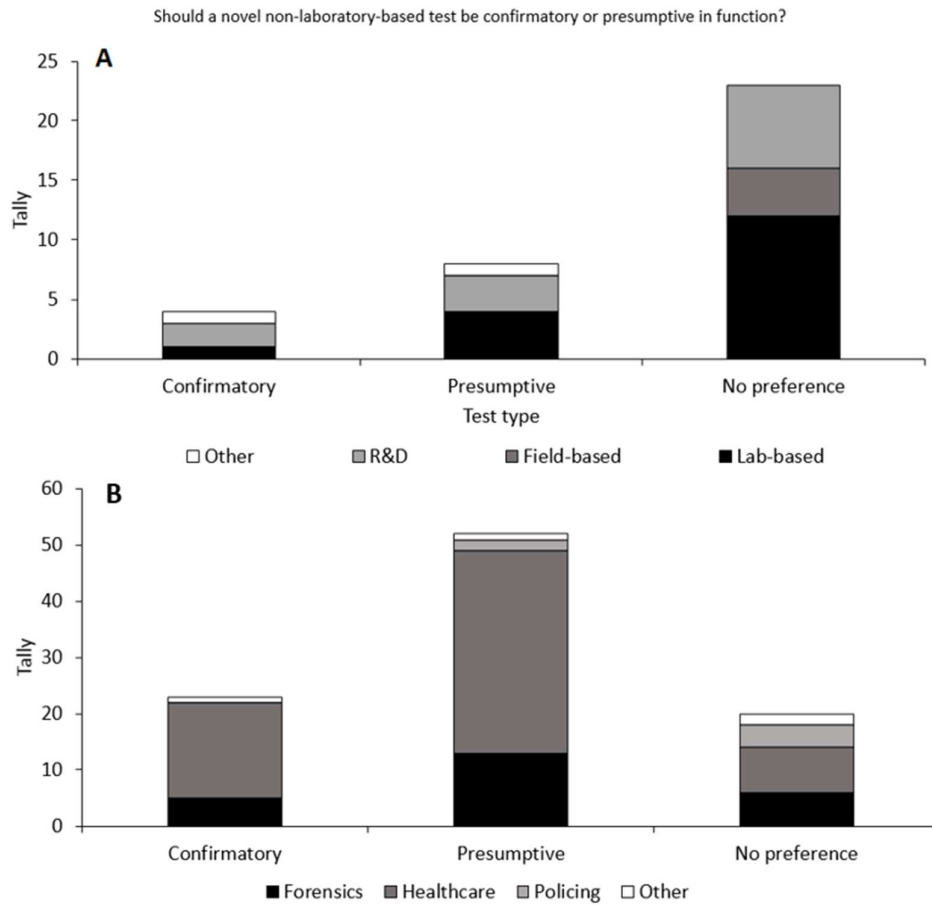 Should a novel non-laboratory-based test be confirmatory or presumptive in function?
A
25
20
15
10
5
0
Tally
Confirmatory Presumptive No preference
Test type
Other R&D Field-based Lab-based
B
60
50
40
30
20
10
0
Tally
Confirmatory Presumptive No preference
Forensics Healthcare Policing Other